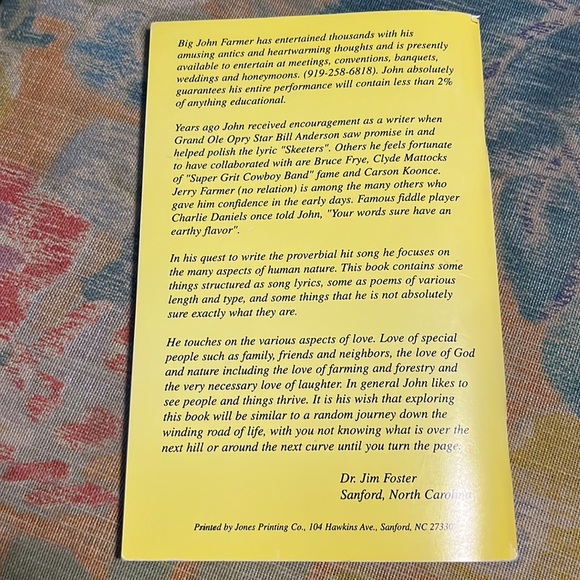 Big John Farmer has entertained thousands with his
amusing antics and heartwarming thoughts and is presently
available to entertain at meetings, conventions, banquets,
weddings and honeymoons. (919-258-6818). John absolutely
guarantees his entire performance will contain less than 2%
of anything educational.
Years ago John received encouragement as a writer when
Grand Ole Opry Star Bill Anderson saw promise in and
helped polish the lyric "Skeeters". Others he feels fortunate
to have collaborated with are Bruce Frye, Clyde Mattocks
of "Super Grit Cowboy Band" fame and Carson Koonce.
Jerry Farmer (no relation) is among the many others who
gave him confidence in the early days. Famous fiddle player
Charlie Daniels once told John, "Your words sure have an
earthy flavor".
In his quest to write the proverbial hit song he focuses on
the many aspects of human nature. This book contains some
things structured as song lyrics, some as poems of various
length and type, and some things that he is not absolutely
sure exactly what they are.
He touches on the various aspects of love. Love of special
people such as family, friends and neighbors, the love of God
and nature including the love of farming and forestry and
the very necessary love of laughter. In general John likes to
see people and things thrive. It is his wish that exploring
this book will be similar to a random journey down the
winding road of life, with you not knowing what is over the
next hill or around the next curve until you turn the page.
Dr. Jim Foster
Sanford, North Carolina
Printed by Jones Printing Co., 104 Hawkins Ave., Sanford, NC 27330